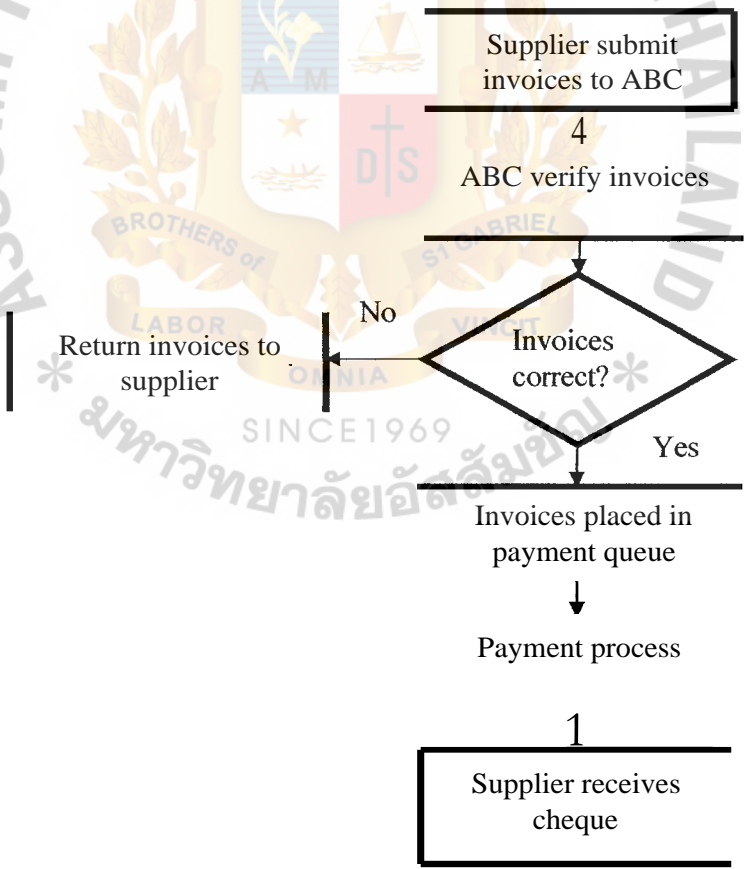 Supplier submit
invoices to ABC
4
ABC verify invoices
A M
D S
BROTHERS of
ST GABRIEL
No
LABOR
VINCIT
Invoices
correct?
Return invoices to
supplier
OMNIA
SINCE1969
Yes
Invoices placed in
payment queue
Payment process
1
Supplier receives
cheque